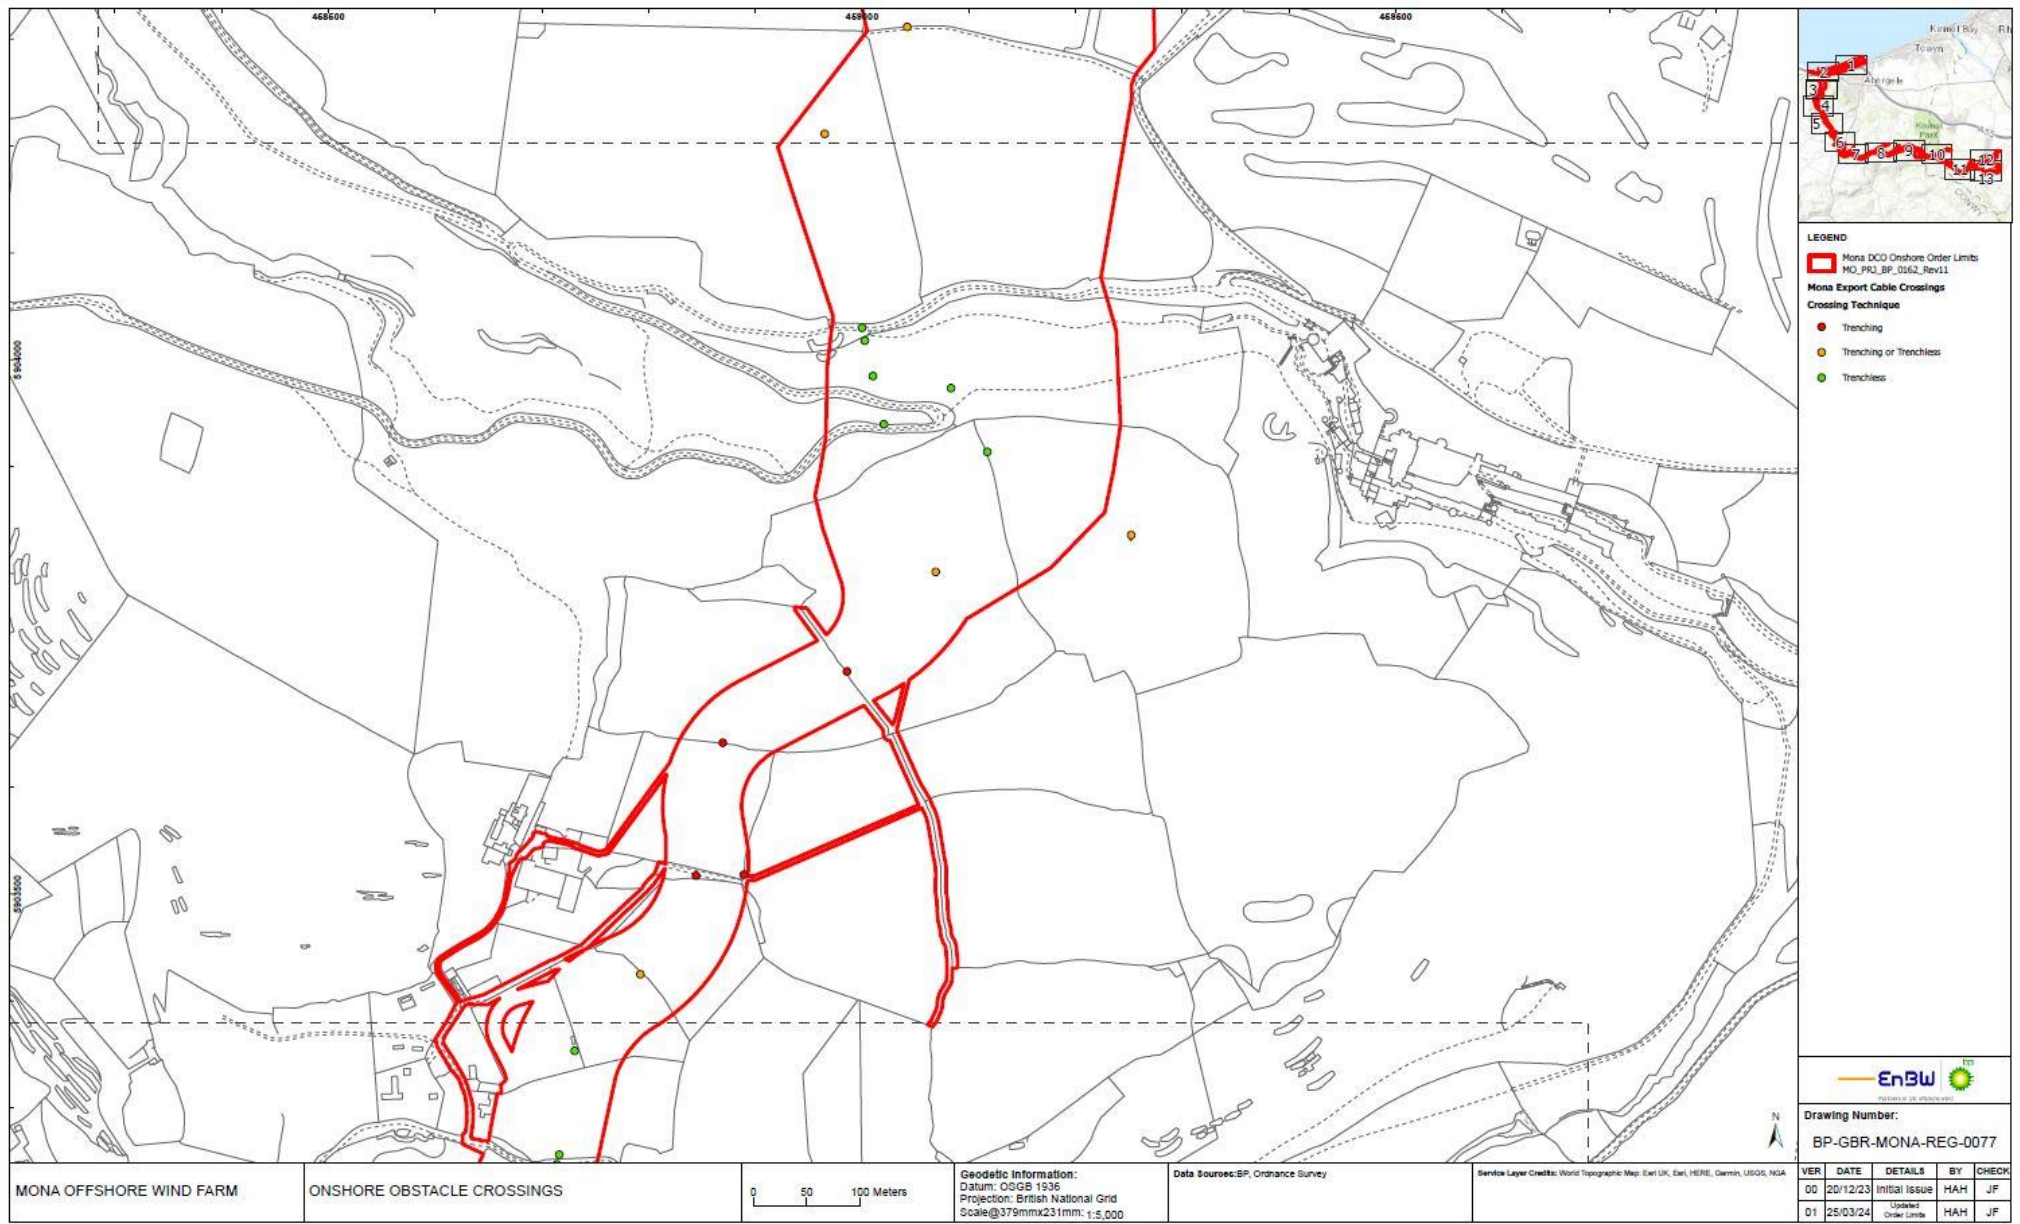 468500
469000
469500
5904000
5903500
Kinmel Bay
Towyn
Abergele
1
2
3
4
5
6
7
8
9
10
11
12
13
CONWY
LEGEND
Mona DCO Onshore Order Limits
MO_PRJ_BP_0162_Rev11
Mona Export Cable Crossings
Crossing Technique
Trenching
Trenching or Trenchless
Trenchless
EnBW
bp
N
Drawing Number:
BP-GBR-MONA-REG-0077
VER DATE DETAILS BY CHECK
00 20/12/23 Initial Issue HAH JF
01 25/03/24 Updated Order Limits HAH JF
MONA OFFSHORE WIND FARM
ONSHORE OBSTACLE CROSSINGS
0 50 100 Meters
Geodetic Information:
Datum: OSGB 1936
Projection: British National Grid
Scale@379mmx231mm: 1:5,000
Data Sources:BP, Ordnance Survey
Service Layer Credits: World Topographic Map: Esri UK, Esri, HERE, Garmin, USGS, NGA